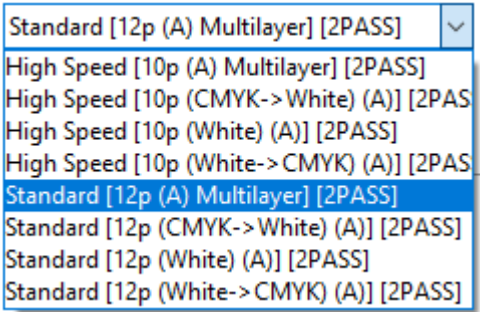 Standard [12p (A) Multilayer] [2PASS]
High Speed [10p (A) Multilayer] [2PASS]
High Speed [10p (CMYK->White) (A)] [2PAS
High Speed [10p (White) (A)] [2PASS]
High Speed [10p (White->CMYK) (A)] [2PAS
Standard [12p (A) Multilayer] [2PASS]
Standard [12p (CMYK->White) (A)] [2PASS]
Standard [12p (White) (A)] [2PASS]
Standard [12p (White->CMYK) (A)] [2PASS]